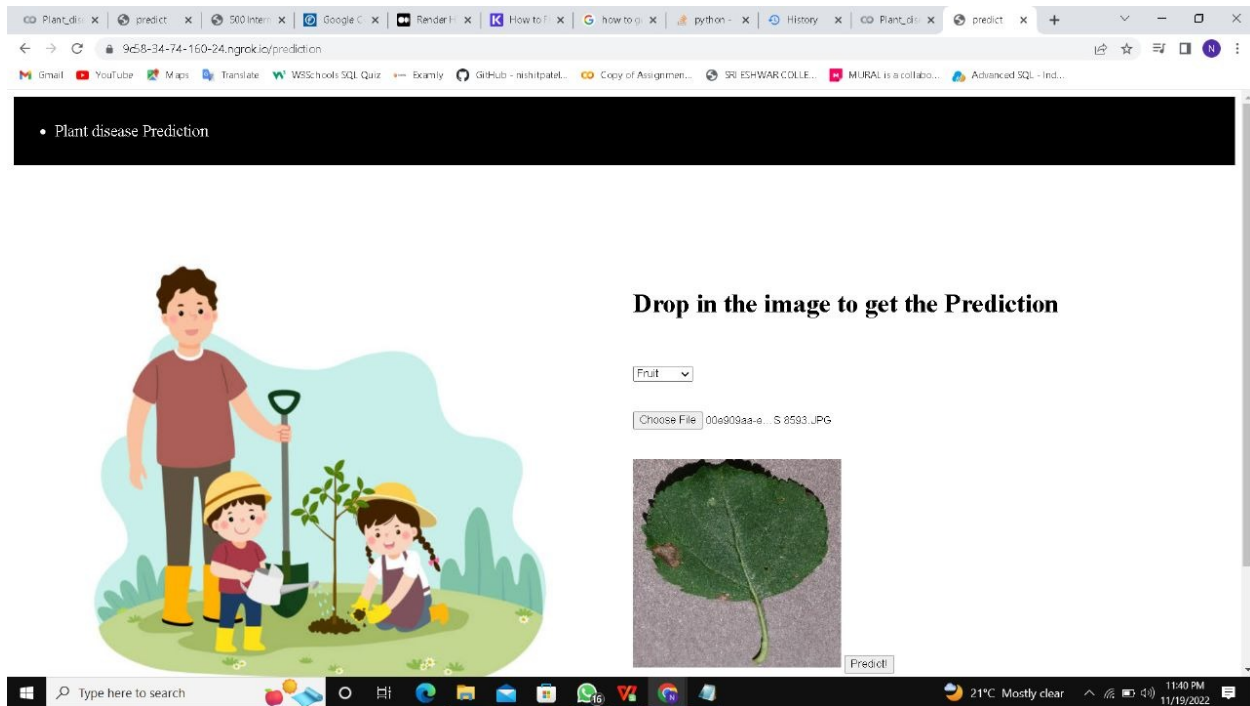 Plant_dis predict 500 Intern Google C Render H How to F how to g python - History Plant_dis predict
9c58-34-74-160-24.ngrok.io/prediction
Gmail YouTube Maps Translate W3Schools SQL Quiz Examly GitHub - nishitpatel... Copy of Assignmen... SRI ESHWAR COLLE... MURAL is a collabo... Advanced SQL - Ind...
• Plant disease Prediction
Drop in the image to get the Prediction
Fruit
Choose File 00e909aa-e...S 8593.JPG
Predict!
Type here to search 16 21°C Mostly clear 11:40 PM
11/19/2022